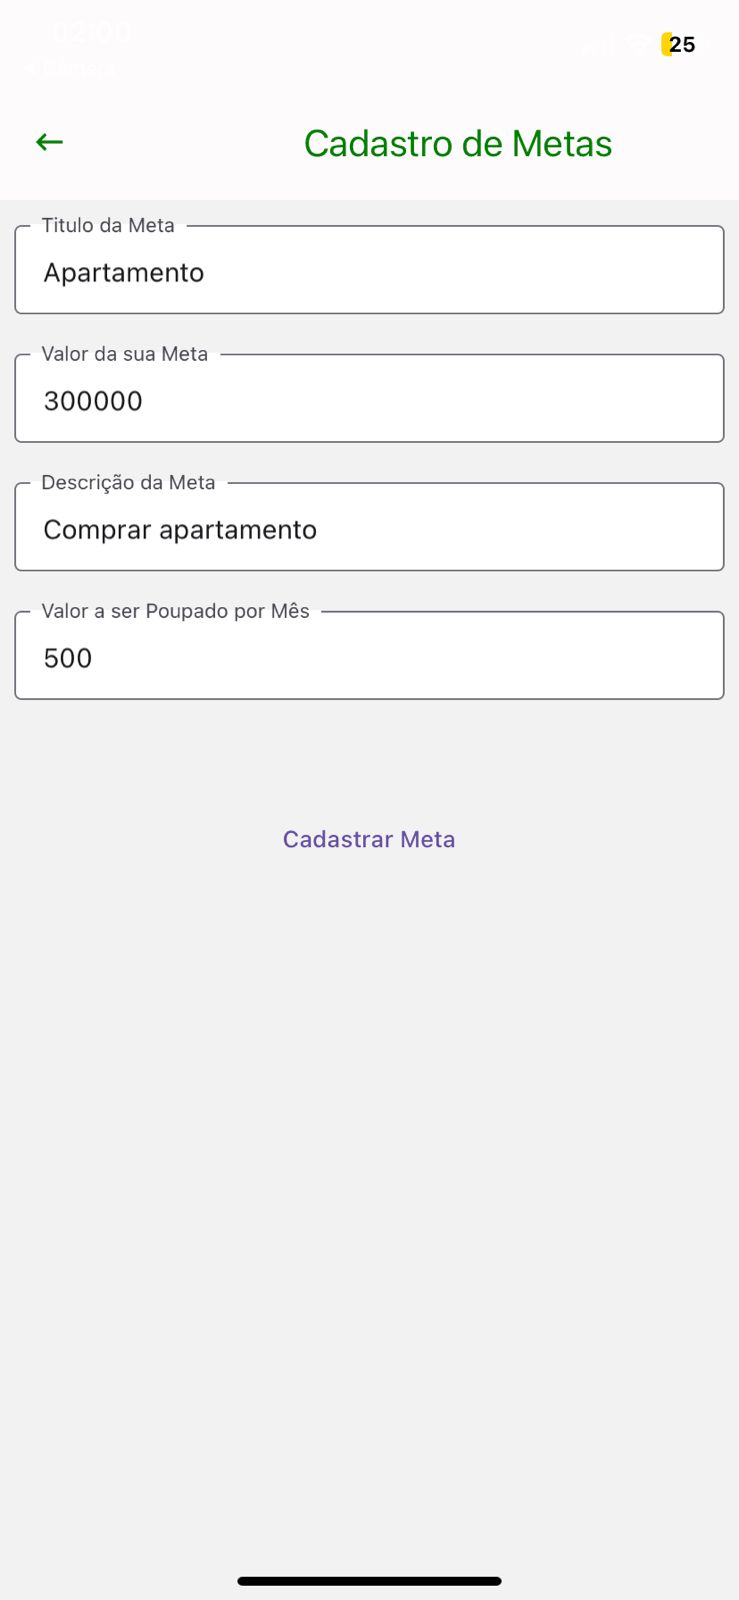 02:00
Câmera
25
Cadastro de Metas
Titulo da Meta
Apartamento
Valor da sua Meta
300000
Descrição da Meta
Comprar apartamento
Valor a ser Poupado por Mês
500
Cadastrar Meta